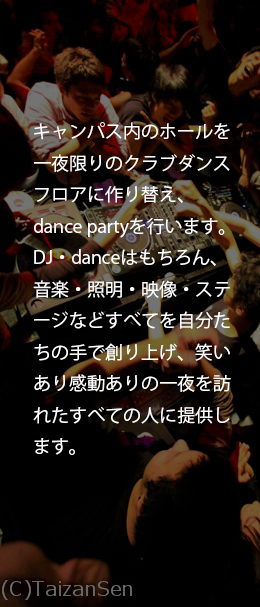 キャンパス内のホールを
一夜限りのクラブダンス
フロアに作り替え、
dance partyを行います。
DJ・danceはもちろん、
音楽・照明・映像・ステ
ージなどすべてを自分た
ちの手で創り上げ、笑い
あり感動ありの一夜を訪
れたすべての人に提供し
ます。
(C)TaizanSen